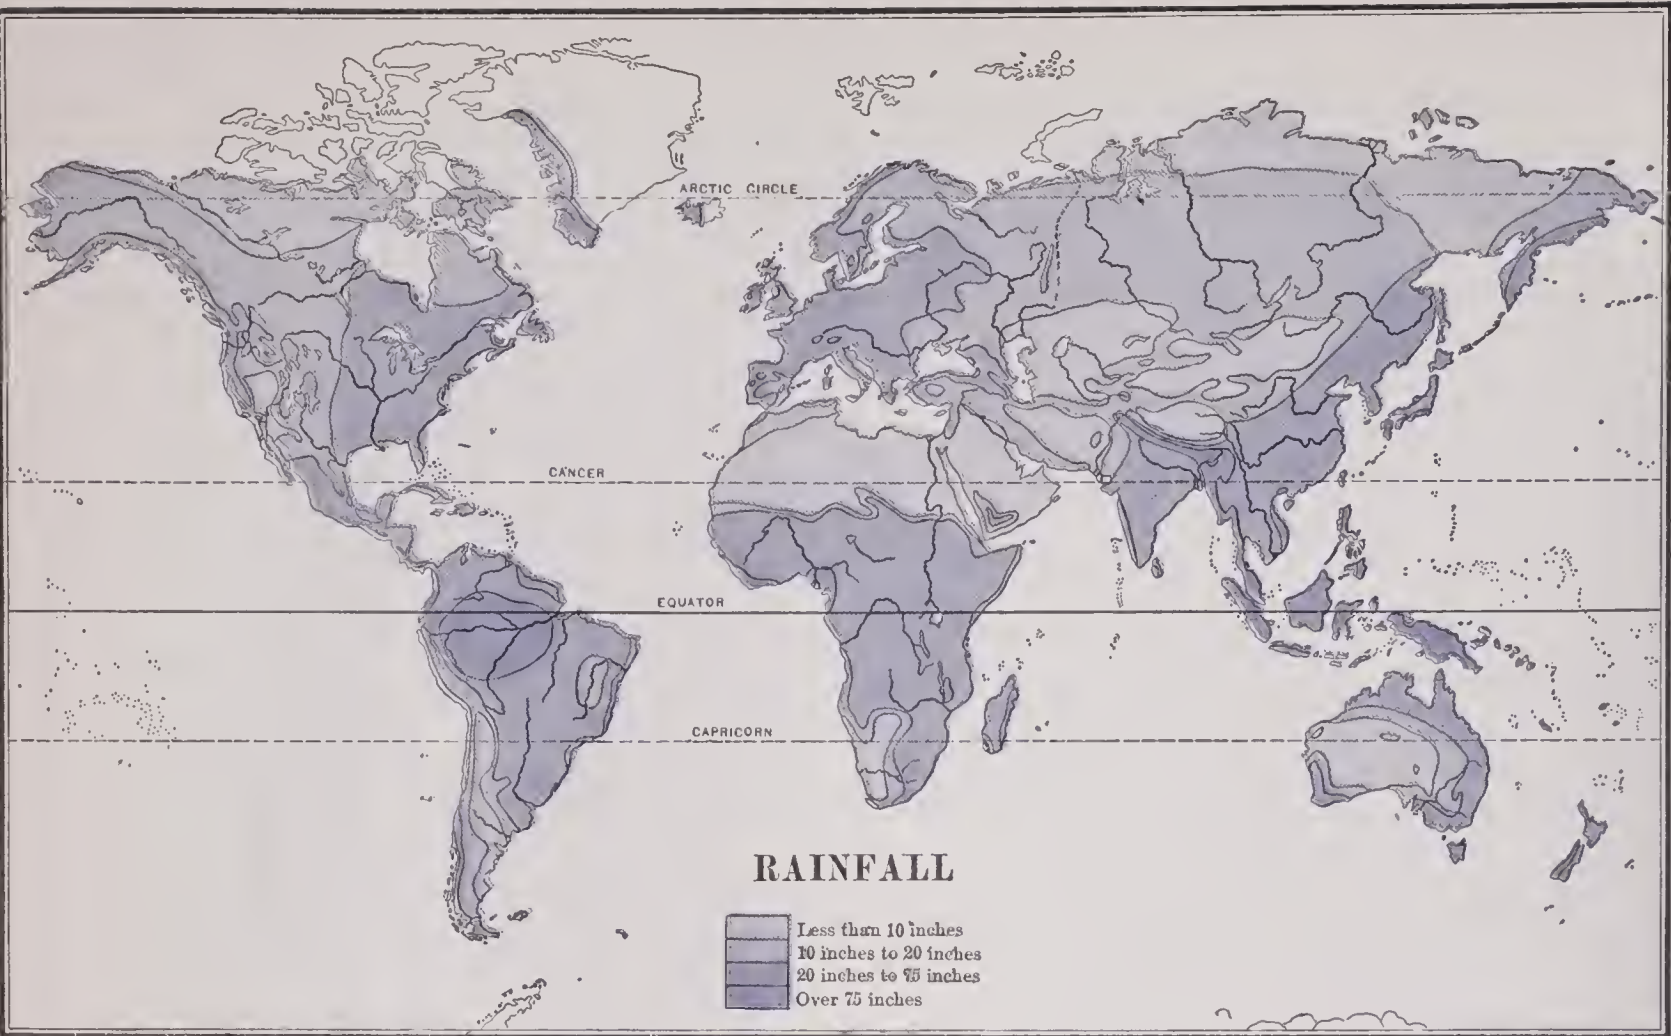 ARCTIC CIRCLE
CANCER
EQUATOR
CAPRICORN
RAINFALL
Less than 10 inches
10 inches to 20 inches
20 inches to 75 inches
Over 75 inches